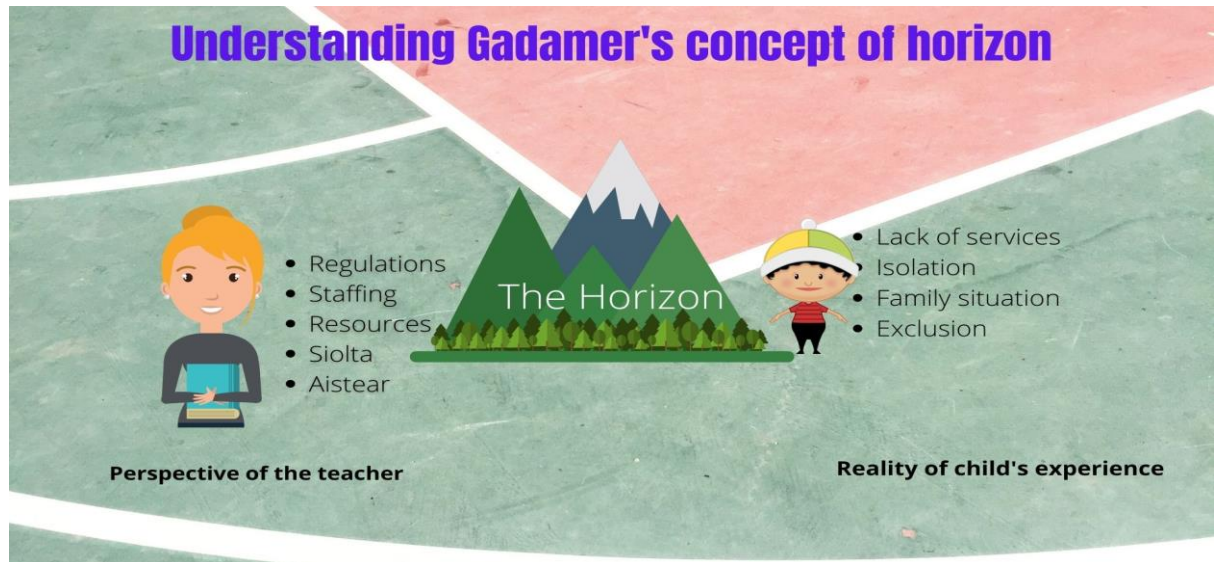 Understanding Gadamer's concept of horizon
• Regulations
• Staffing
• Resources
• Siolta
• Aistear
Perspective of the teacher
The Horizon
• Lack of services
• Isolation
• Family situation
• Exclusion
Reality of child's experience